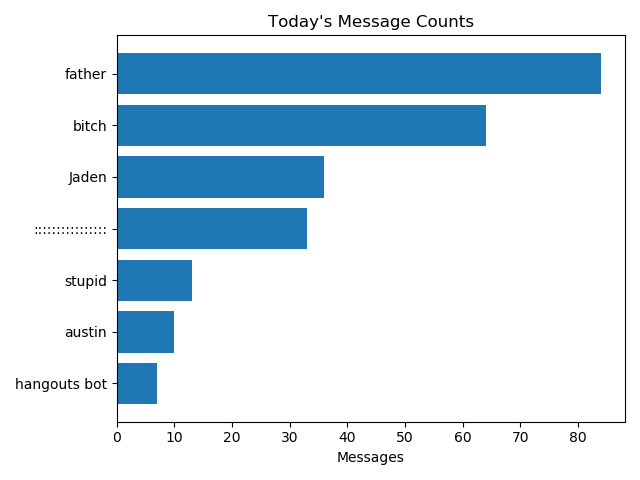 Today's Message Counts
father
bitch
Jaden
::::::::::::::::
stupid
austin
hangouts bot
0 10 20 30 40 50 60 70 80
Messages